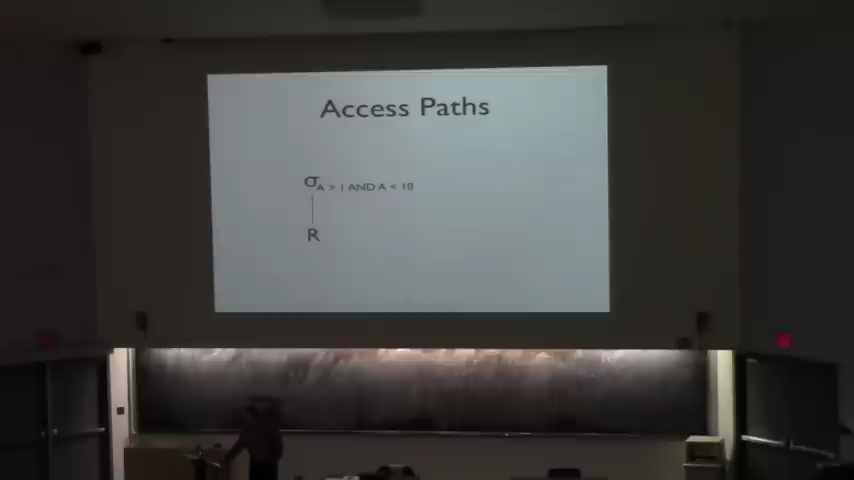 Access Paths
σA > 1 AND A < 10
R